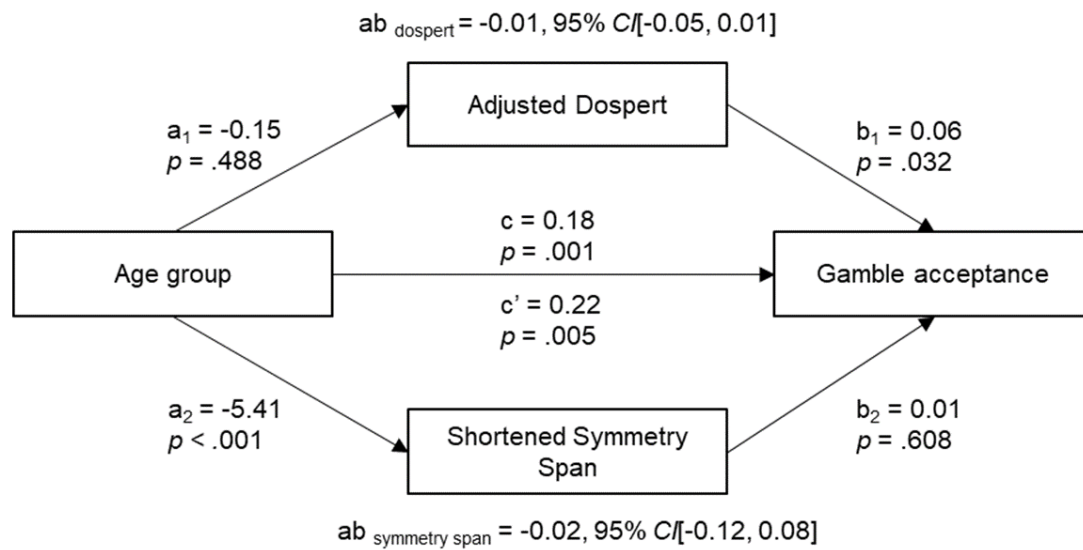 ab dospert = -0.01, 95% CI[-0.05, 0.01]
Adjusted Dospert
a1 = -0.15
p = .488
b1 = 0.06
p = .032
c = 0.18
p = .001
Age group
Gamble acceptance
c' = 0.22
p = .005
a2 = -5.41
p < .001
Shortened Symmetry
Span
b2 = 0.01
p = .608
ab symmetry span = -0.02, 95% CI[-0.12, 0.08]